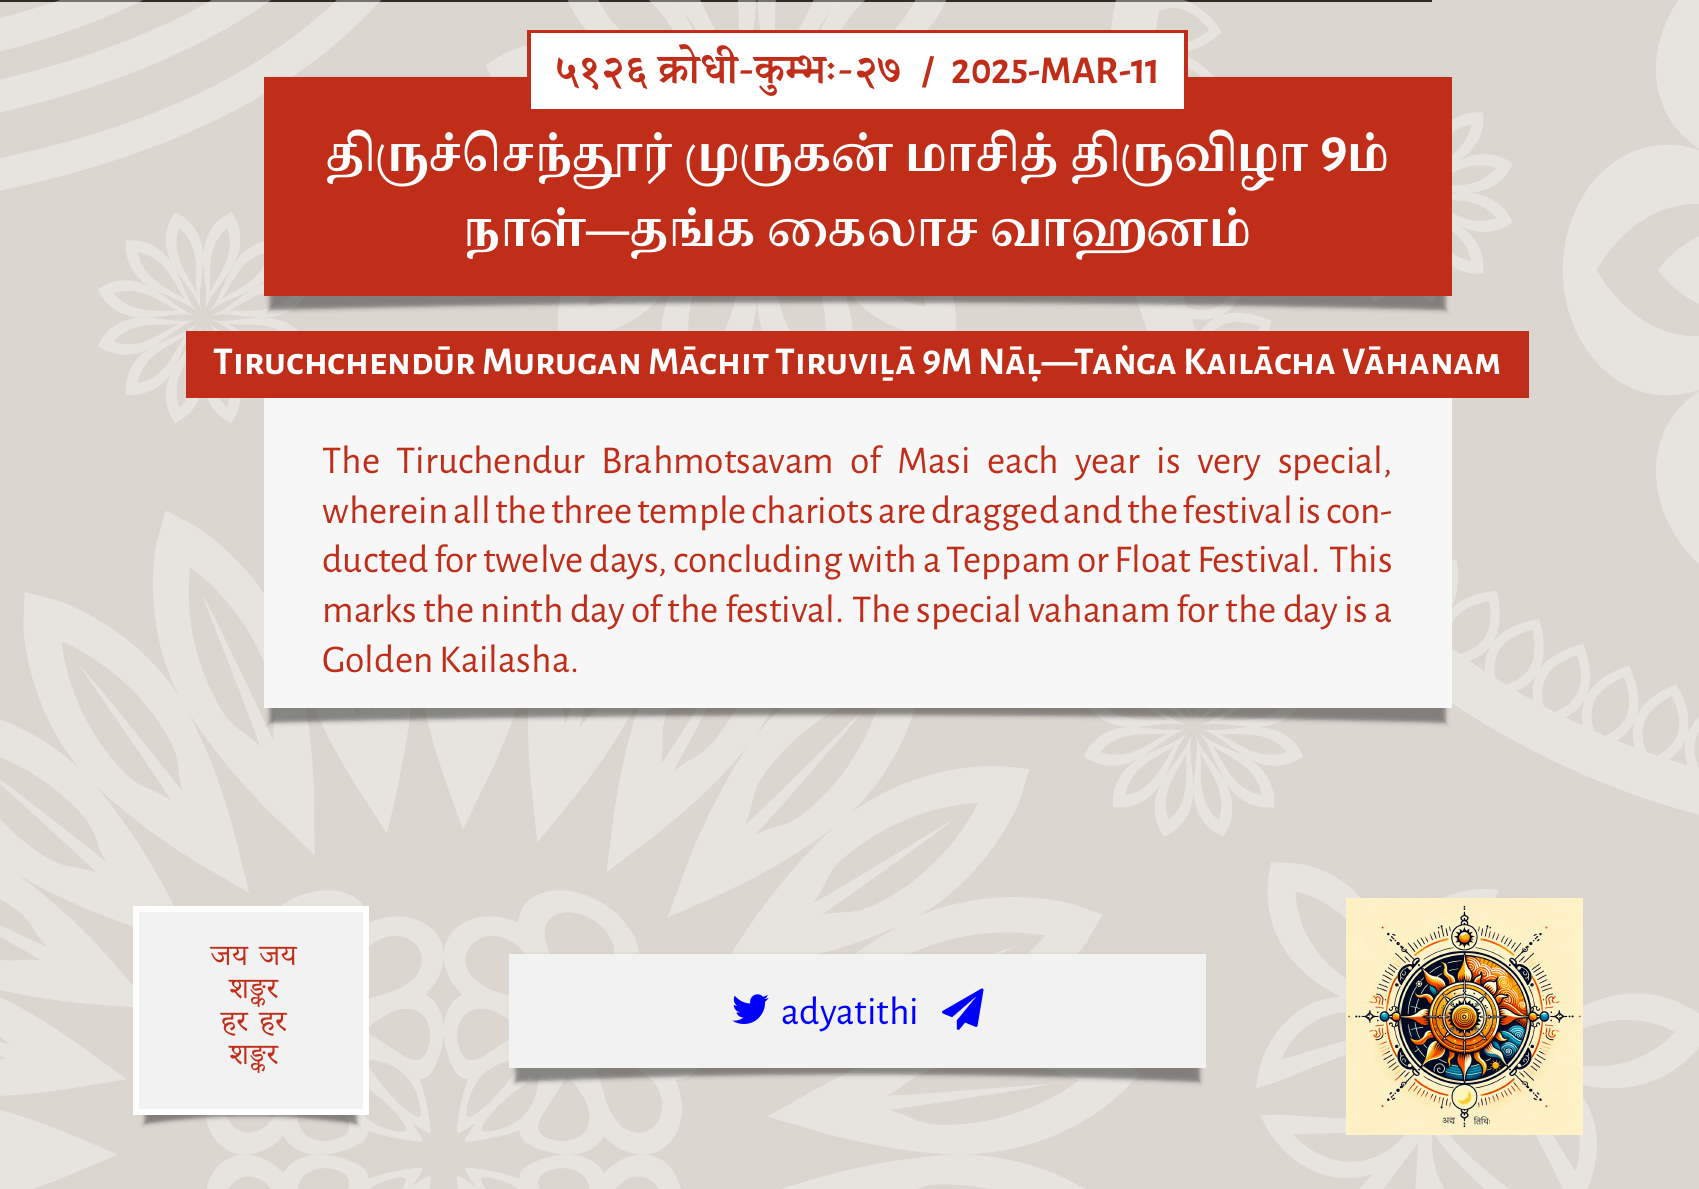 ५१२६ क्रोधी-कुम्भः-२७ / 2025-MAR-11
திருச்செந்தூர் முருகன் மாசித் திருவிழா 9ம்
நாள்—தங்க கைலாச வாஹனம்
Tiruchchendūr Murugan Māchit Tiruviḻā 9m Nāḷ—Taṅga Kailācha Vāhanam
The Tiruchendur Brahmotsavam of Masi each year is very special,
wherein all the three temple chariots are dragged and the festival is con-
ducted for twelve days, concluding with a Teppam or Float Festival. This
marks the ninth day of the festival. The special vahanam for the day is a
Golden Kailasha.
जय जय
शङ्कर
हर हर
शङ्कर
adyatithi
अद्य तिथिः